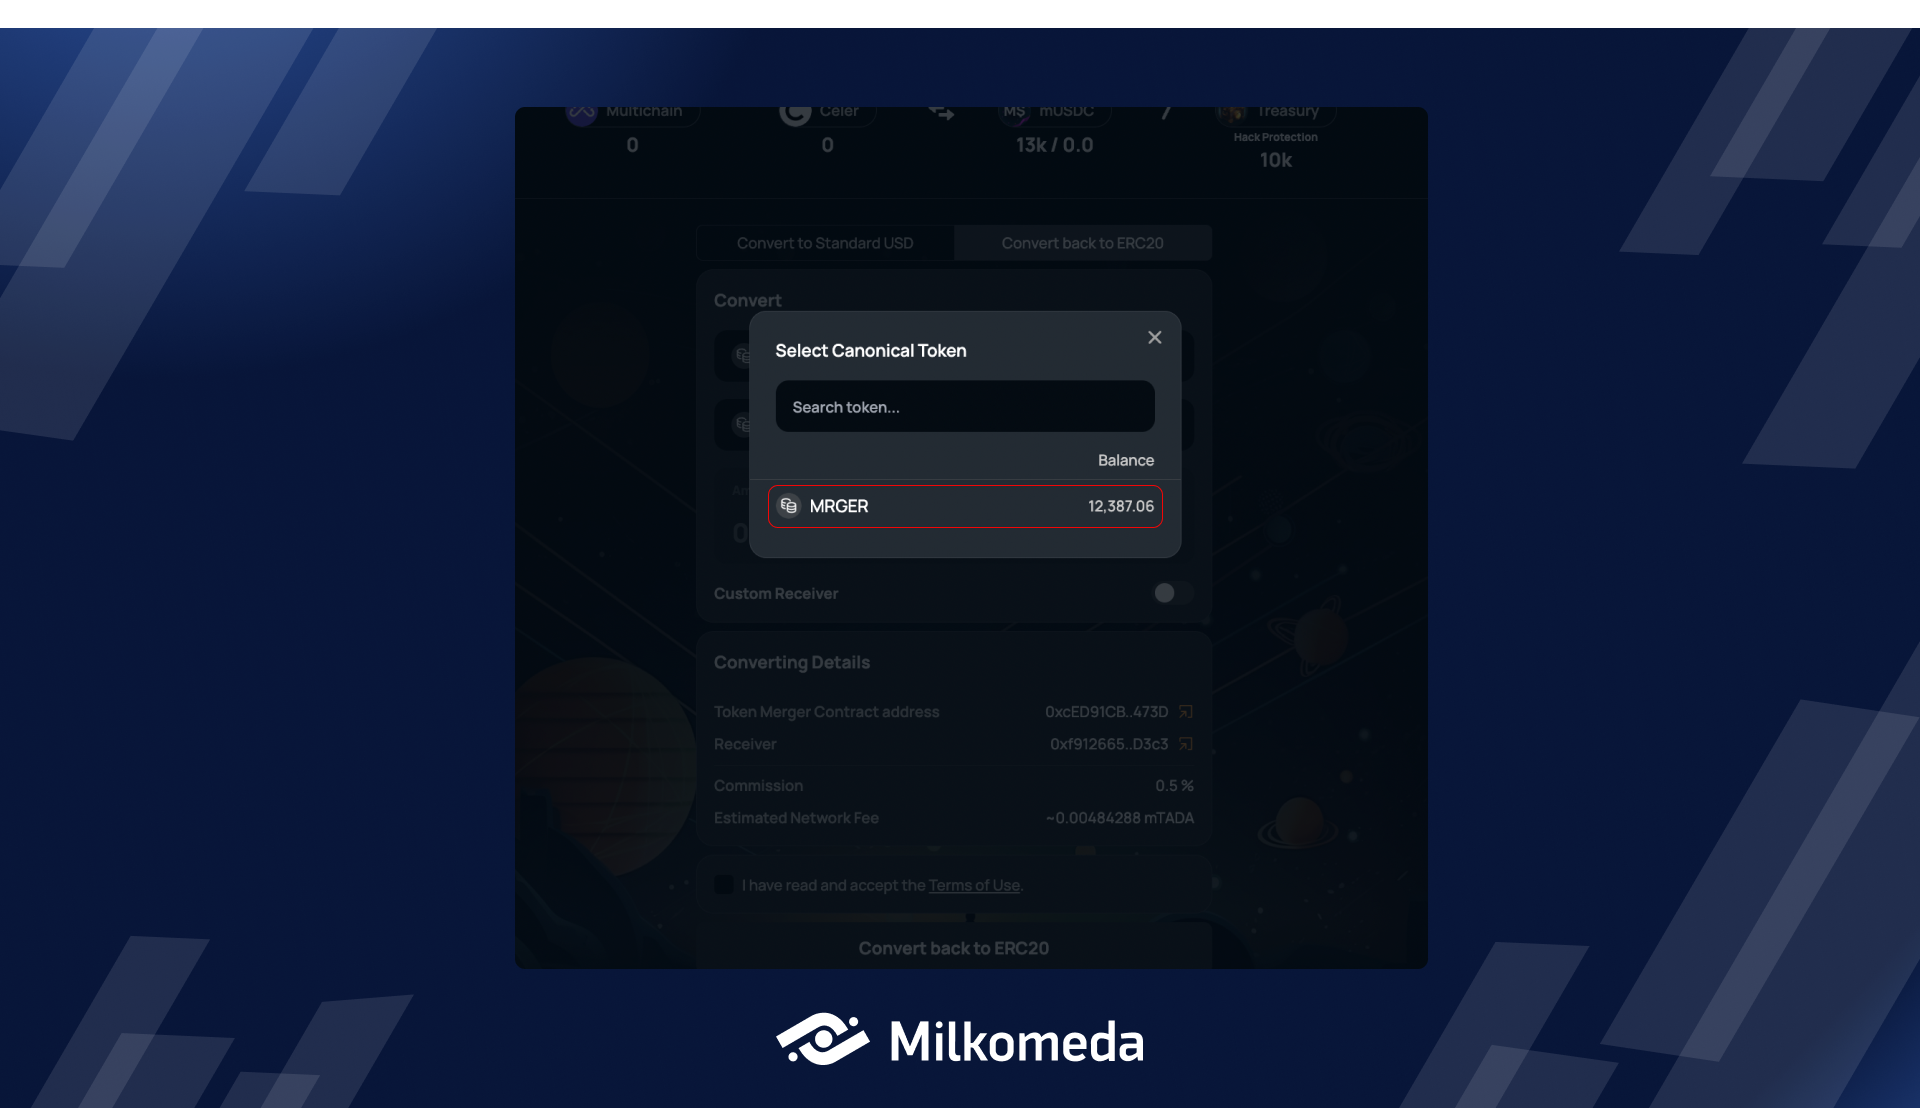 Multichain Celer M$ mUSDC / Treasury
Hack Protection
0 0 13k / 0.0 10k
Convert to Standard USD Convert back to ERC20
Convert
Select Canonical Token
Search token...
Balance
MRGER 12,387.06
0
Custom Receiver
Converting Details
Token Merger Contract address 0xcED91CB..473D
Receiver 0xf912665..D3c3
Commission 0.5 %
Estimated Network Fee ~0.00484288 mTADA
I have read and accept the Terms of Use.
Convert back to ERC20
Milkomeda